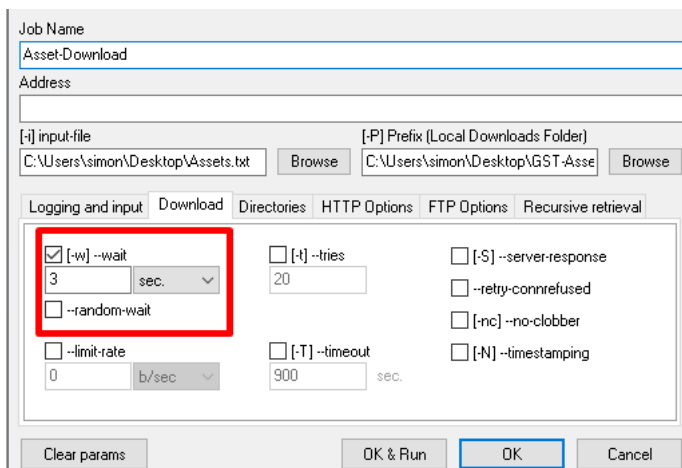 Job Name
Asset-Download
Address
[-i] input-file [-P] Prefix (Local Downloads Folder)
C:\Users\simon\Desktop\Assets.txt Browse C:\Users\simon\Desktop\GST-Asse Browse
Logging and input Download Directories HTTP Options FTP Options Recursive retrieval
[-w] --wait [-t] --tries [-S] --server-response
3 sec. 20 --retry-connrefused
--random-wait [-nc] --no-clobber
--limit-rate [-T] --timeout [-N] --timestamping
0 b/sec 900 sec.
Clear params OK & Run OK Cancel